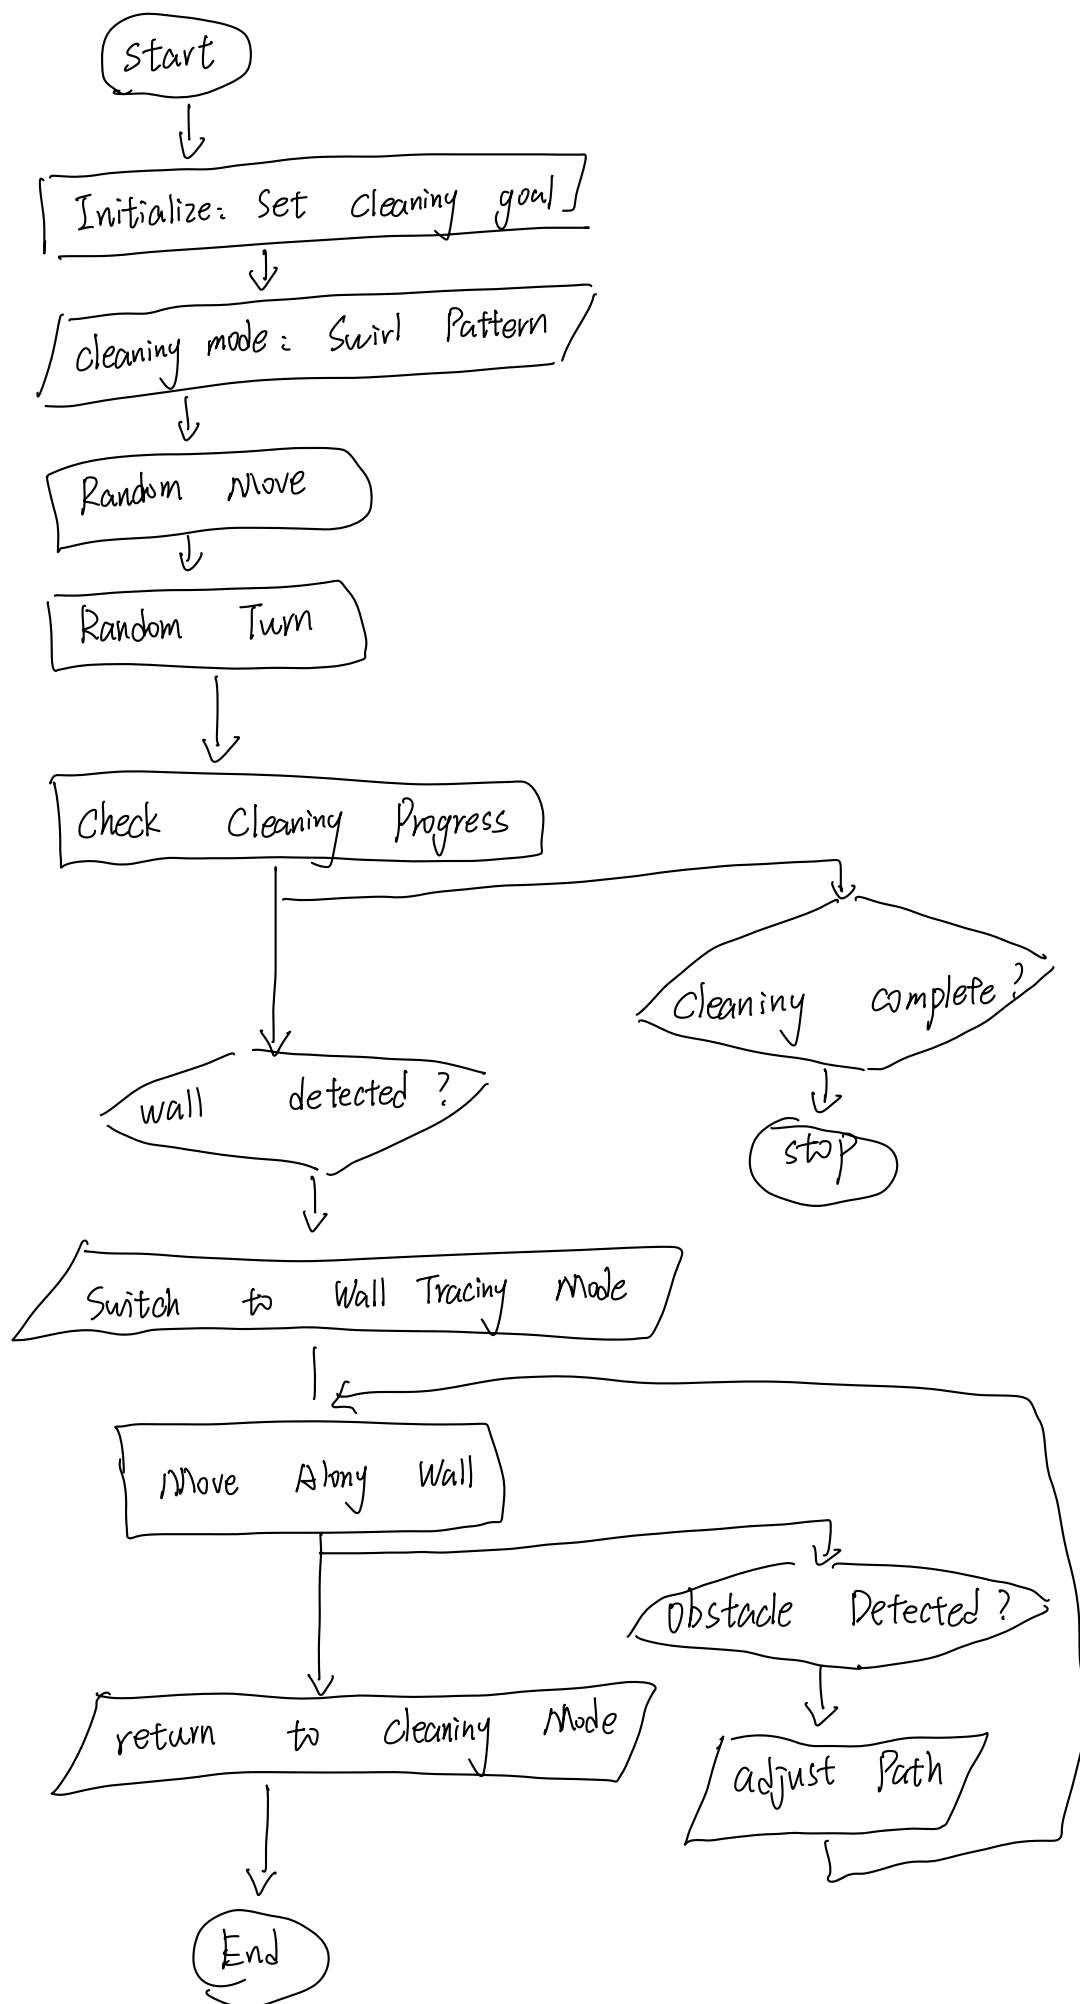 start
Initialize: Set cleaning goal
cleaning mode: Swirl Pattern
Random Move
Random Turn
Check Cleaning Progress
Cleaning complete?
wall detected?
stop
Switch to Wall Tracing Mode
Move Along Wall
Obstacle Detected?
return to cleaning Mode
adjust Path
End